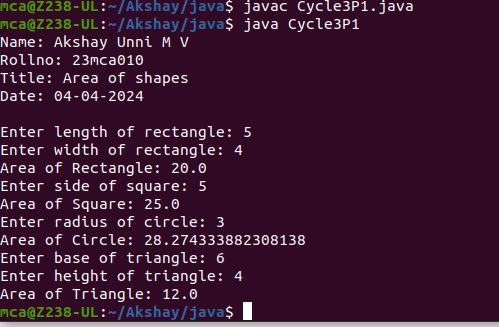 mca@Z238-UL:~/Akshay/java$ javac Cycle3P1.java
mca@Z238-UL:~/Akshay/java$ java Cycle3P1
Name: Akshay Unni M V
Rollno: 23mca010
Title: Area of shapes
Date: 04-04-2024
Enter length of rectangle: 5
Enter width of rectangle: 4
Area of Rectangle: 20.0
Enter side of square: 5
Area of Square: 25.0
Enter radius of circle: 3
Area of Circle: 28.274333882308138
Enter base of triangle: 6
Enter height of triangle: 4
Area of Triangle: 12.0
mca@Z238-UL:~/Akshay/java$